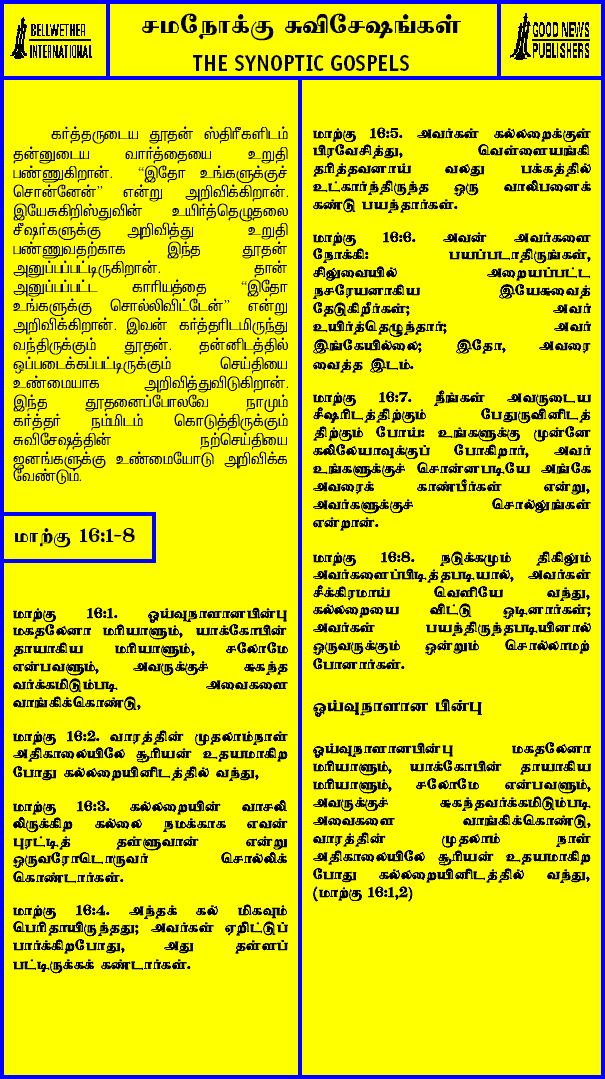 BELLWETHER
INTERNATIONAL
சமநோக்கு சுவிசேஷங்கள்
THE SYNOPTIC GOSPELS
GOOD NEWS
PUBLISHERS
கர்த்தருடைய தூதன் ஸ்திரீகளிடம்
தன்னுடைய வார்த்தையை உறுதி
பண்ணுகிறான். “இதோ உங்களுக்குச்
சொன்னேன்” என்று அறிவிக்கிறான்.
இயேசுகிறிஸ்துவின் உயிர்த்தெழுதலை
சீஷர்களுக்கு அறிவித்து உறுதி
பண்ணுவதற்காக இந்த தூதன்
அனுப்பப்பட்டிருகிறான். தான்
அனுப்பப்பட்ட காரியத்தை “இதோ
உங்களுக்கு சொல்லிவிட்டேன்” என்று
அறிவிக்கிறான். இவன் கர்த்தரிடமிருந்து
வந்திருக்கும் தூதன். தன்னிடத்தில்
ஒப்படைக்கப்பட்டிருக்கும் செய்தியை
உண்மையாக அறிவித்துவிடுகிறான்.
இந்த தூதனைப்போலவே நாமும்
கர்த்தர் நம்மிடம் கொடுத்திருக்கும்
சுவிசேஷத்தின் நற்செய்தியை
ஜனங்களுக்கு உண்மையோடு அறிவிக்க
வேண்டும்.
மாற்கு 16:1-8
மாற்கு 16:1. ஓய்வுநாளானபின்பு
மகதலேனா மரியாளும், யாக்கோபின்
தாயாகிய மரியாளும், சலோமே
என்பவளும், அவருக்குச் சுகந்த
வர்க்கமிடும்படி அவைகளை
வாங்கிக்கொண்டு,
மாற்கு 16:2. வாரத்தின் முதலாம்நாள்
அதிகாலையிலே சூரியன் உதயமாகிற
போது கல்லறையினிடத்தில் வந்து,
மாற்கு 16:3. கல்லறையின் வாசலி
லிருக்கிற கல்லை நமக்காக எவன்
புரட்டித் தள்ளுவான் என்று
ஒருவரோடொருவர் சொல்லிக்
கொண்டார்கள்.
மாற்கு 16:4. அந்தக் கல் மிகவும்
பெரிதாயிருந்தது; அவர்கள் ஏறிட்டுப்
பார்க்கிறபோது, அது தள்ளப்
பட்டிருக்கக் கண்டார்கள்.
மாற்கு 16:5. அவர்கள் கல்லறைக்குள்
பிரவேசித்து, வெள்ளையங்கி
தரித்தவனாய் வலது பக்கத்தில்
உட்கார்ந்திருந்த ஒரு வாலிபனைக்
கண்டு பயந்தார்கள்.
மாற்கு 16:6. அவன் அவர்களை
நோக்கி: பயப்படாதிருங்கள்,
சிலுவையில் அறையப்பட்ட
நசரேயனாகிய இயேசுவைத்
தேடுகிறீர்கள்; அவர்
உயிர்த்தெழுந்தார்; அவர்
இங்கேயில்லை; இதோ, அவரை
வைத்த இடம்.
மாற்கு 16:7. நீங்கள் அவருடைய
சீஷரிடத்திற்கும் பேதுருவினிடத்
திற்கும் போய்: உங்களுக்கு முன்னே
கலிலேயாவுக்குப் போகிறார், அவர்
உங்களுக்குச் சொன்னபடியே அங்கே
அவரைக் காண்பீர்கள் என்று,
அவர்களுக்குச் சொல்லுங்கள்
என்றான்.
மாற்கு 16:8. நடுக்கமும் திகிலும்
அவர்களைப்பிடித்தபடியால், அவர்கள்
சீக்கிரமாய் வெளியே வந்து,
கல்லறையை விட்டு ஓடினார்கள்;
அவர்கள் பயந்திருந்தபடியினால்
ஒருவருக்கும் ஒன்றும் சொல்லாமற்
போனார்கள்.
ஓய்வுநாளான பின்பு
ஓய்வுநாளானபின்பு மகதலேனா
மரியாளும், யாக்கோபின் தாயாகிய
மரியாளும், சலோமே என்பவளும்,
அவருக்குச் சுகந்தவர்க்கமிடும்படி
அவைகளை வாங்கிக்கொண்டு,
வாரத்தின் முதலாம் நாள்
அதிகாலையிலே சூரியன் உதயமாகிற
போது கல்லறையினிடத்தில் வந்து,
(மாற்கு 16:1,2)